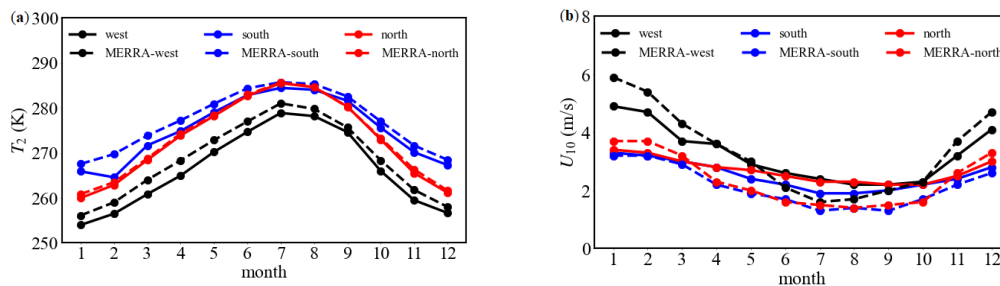 (a)
300
290
280
270
260
250
T2 (K)
west
south
north
MERRA-west
MERRA-south
MERRA-north
1 2 3 4 5 6 7 8 9 10 11 12
month
(b)
8
6
4
2
0
U10 (m/s)
west
south
north
MERRA-west
MERRA-south
MERRA-north
1 2 3 4 5 6 7 8 9 10 11 12
month